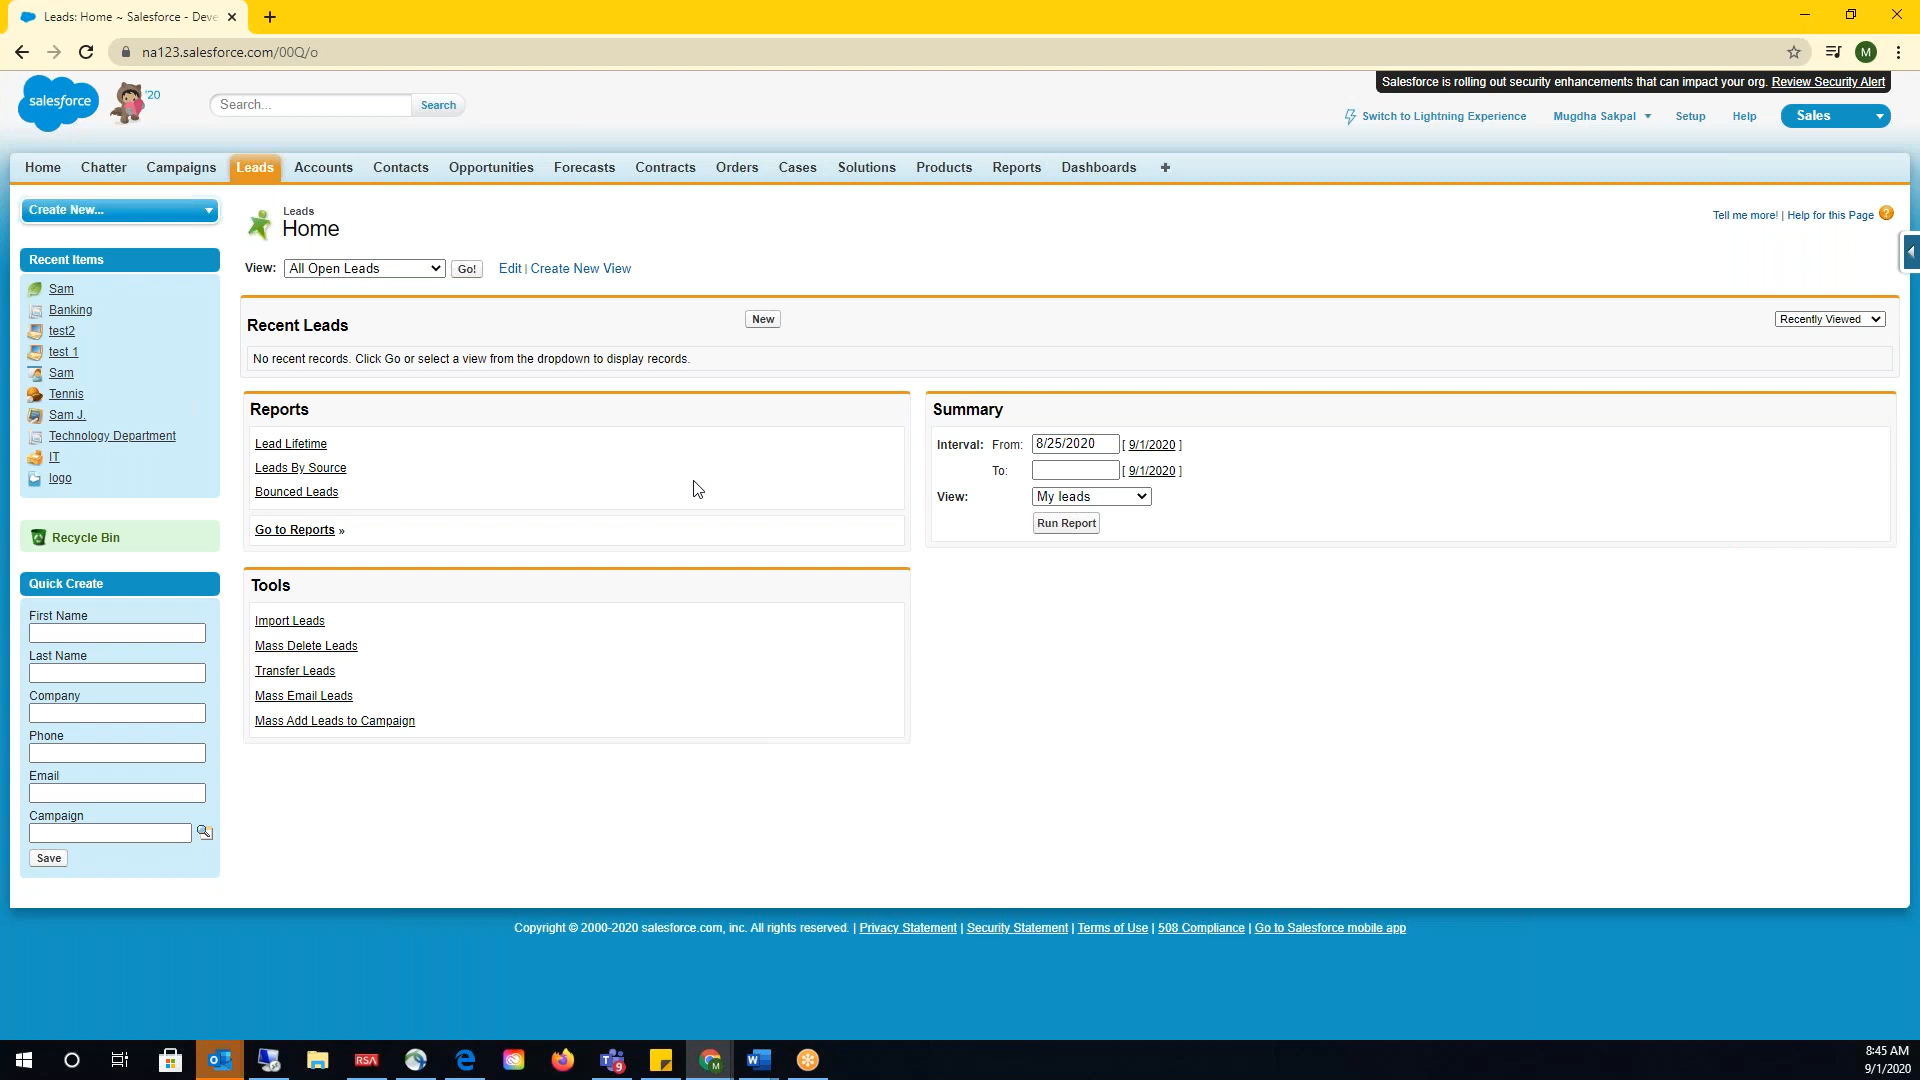 Leads: Home ~ Salesforce - Deve
na123.salesforce.com/00Q/o
M
Salesforce is rolling out security enhancements that can impact your org. Review Security Alert
salesforce
'20
Search...
Search
Switch to Lightning Experience
Mugdha Sakpal
Setup
Help
Sales
Home
Chatter
Campaigns
Leads
Accounts
Contacts
Opportunities
Forecasts
Contracts
Orders
Cases
Solutions
Products
Reports
Dashboards
Create New...
Recent Items
Sam
Banking
test2
test 1
Sam
Tennis
Sam J.
Technology Department
IT
logo
Recycle Bin
Quick Create
First Name
Last Name
Company
Phone
Email
Campaign
Save
Leads
Home
Tell me more! | Help for this Page
View:
All Open Leads
Go!
Edit | Create New View
Recent Leads
New
Recently Viewed
No recent records. Click Go or select a view from the dropdown to display records.
Reports
Lead Lifetime
Leads By Source
Bounced Leads
Go to Reports »
Summary
Interval: From: 8/25/2020 [ 9/1/2020 ]
To: [ 9/1/2020 ]
View: My leads
Run Report
Tools
Import Leads
Mass Delete Leads
Transfer Leads
Mass Email Leads
Mass Add Leads to Campaign
Copyright © 2000-2020 salesforce.com, inc. All rights reserved. | Privacy Statement | Security Statement | Terms of Use | 508 Compliance | Go to Salesforce mobile app
RSA
9
8:45 AM
9/1/2020